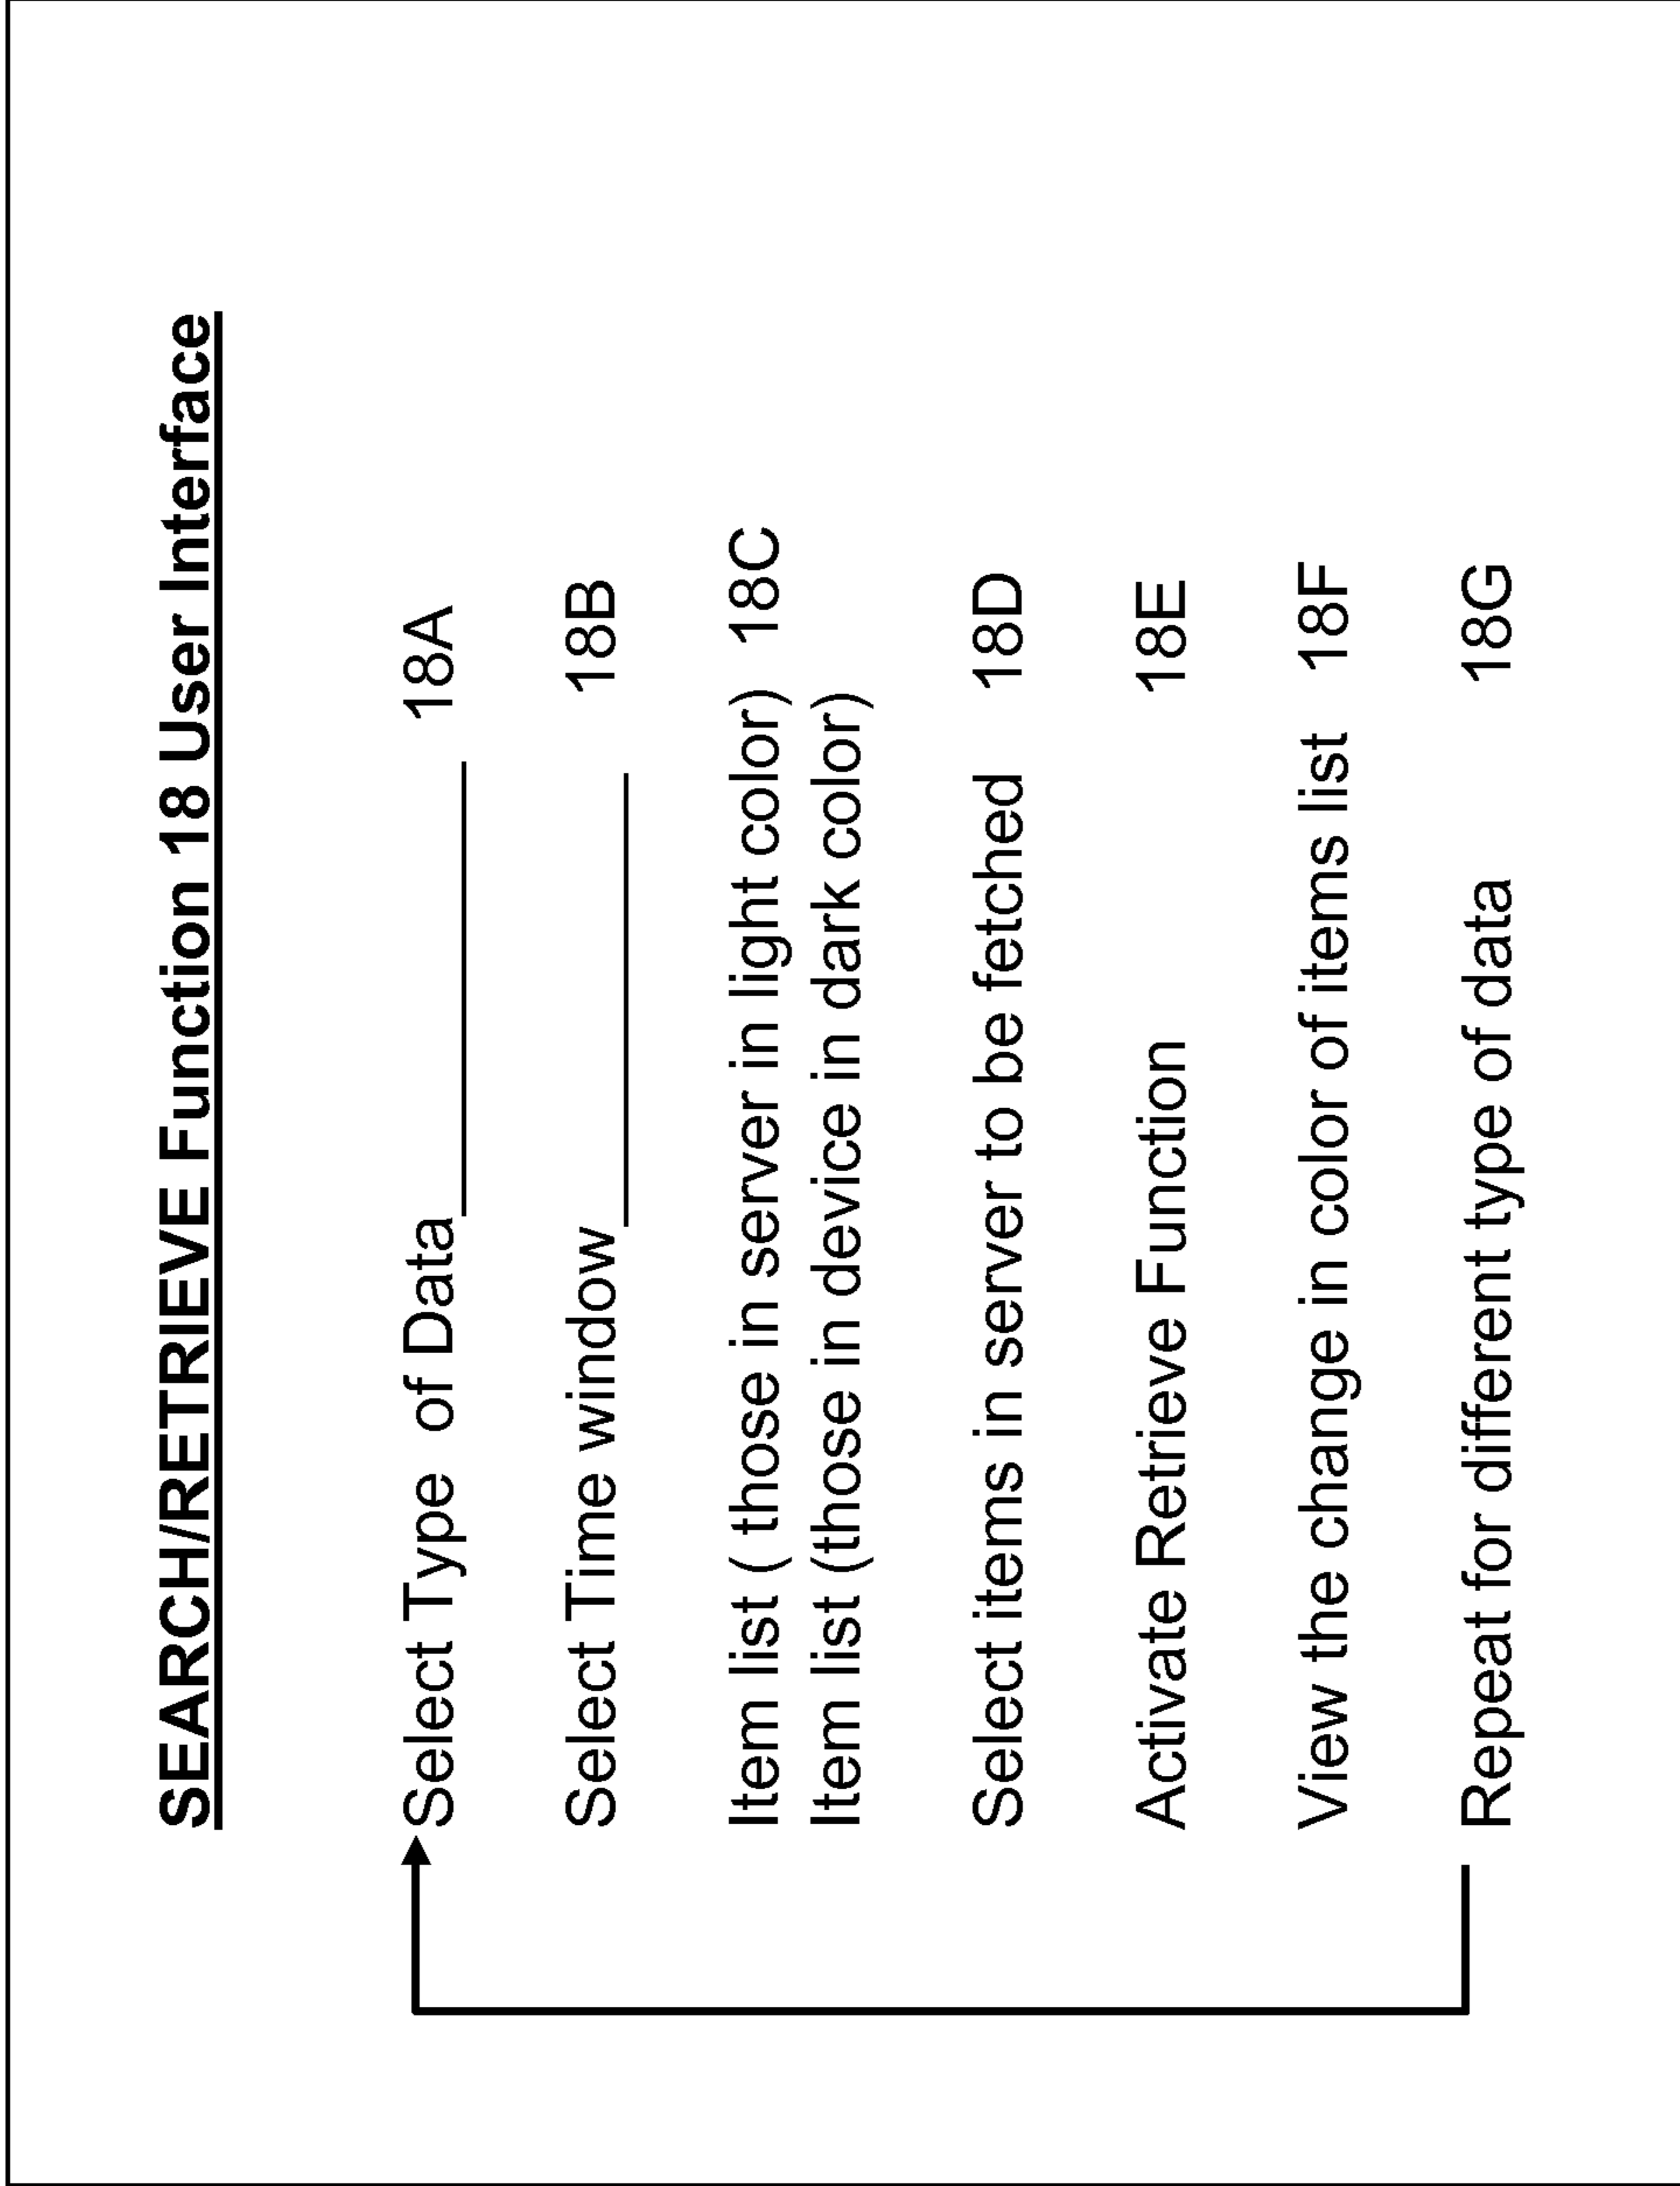 SEARCH/RETRIEVE Function 18 User Interface
Select Type of Data________ 18A
Select Time window________ 18B
Item list ( those in server in light color) 18C
Item list (those in device in dark color)
Select items in server to be fetched 18D
Activate Retrieve Function 18E
View the change in color of items list 18F
Repeat for different type of data 18G